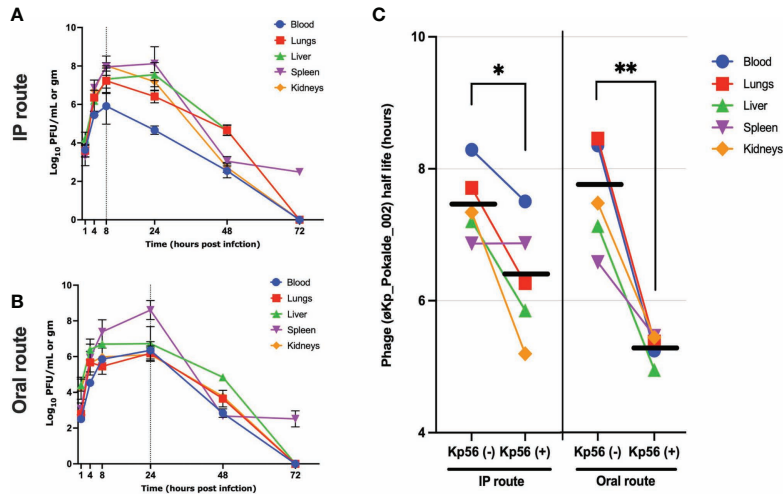 A
IP route
Log10 PFU/mL or gm
10
8
6
4
2
0
1 4 8 24 48 72
Time (hours post infction)
Blood
Lungs
Liver
Spleen
Kidneys
B
Oral route
Log10 PFU/mL or gm
10
8
6
4
2
0
1 4 8 24 48 72
Time (hours post infction)
Blood
Lungs
Liver
Spleen
Kidneys
C
Phage (øKp_Pokalde_002) half life (hours)
10
8
6
4
*
**
Kp56 (-) Kp56 (+) Kp56 (-) Kp56 (+)
IP route Oral route
Blood
Lungs
Liver
Spleen
Kidneys